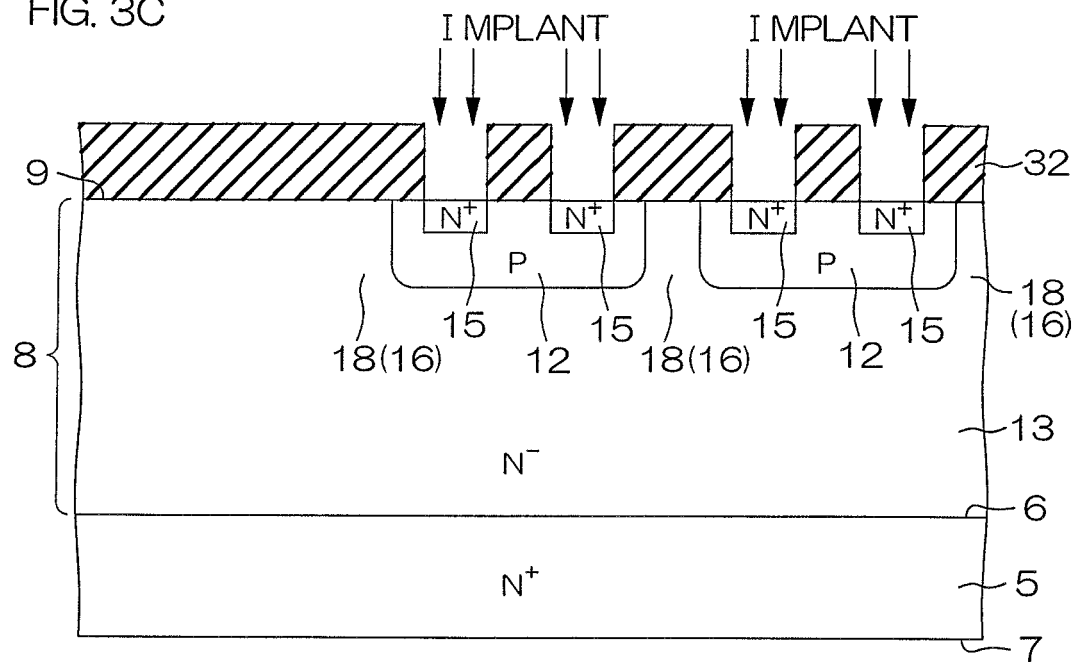 FIG. 3C
IMPLANT IMPLANT
9 32
N+ N+ N+ N+
P P
15 15 15 15
18(16) 12 18(16) 12 18
(16)
8
13
N-
6
N+ 5
7